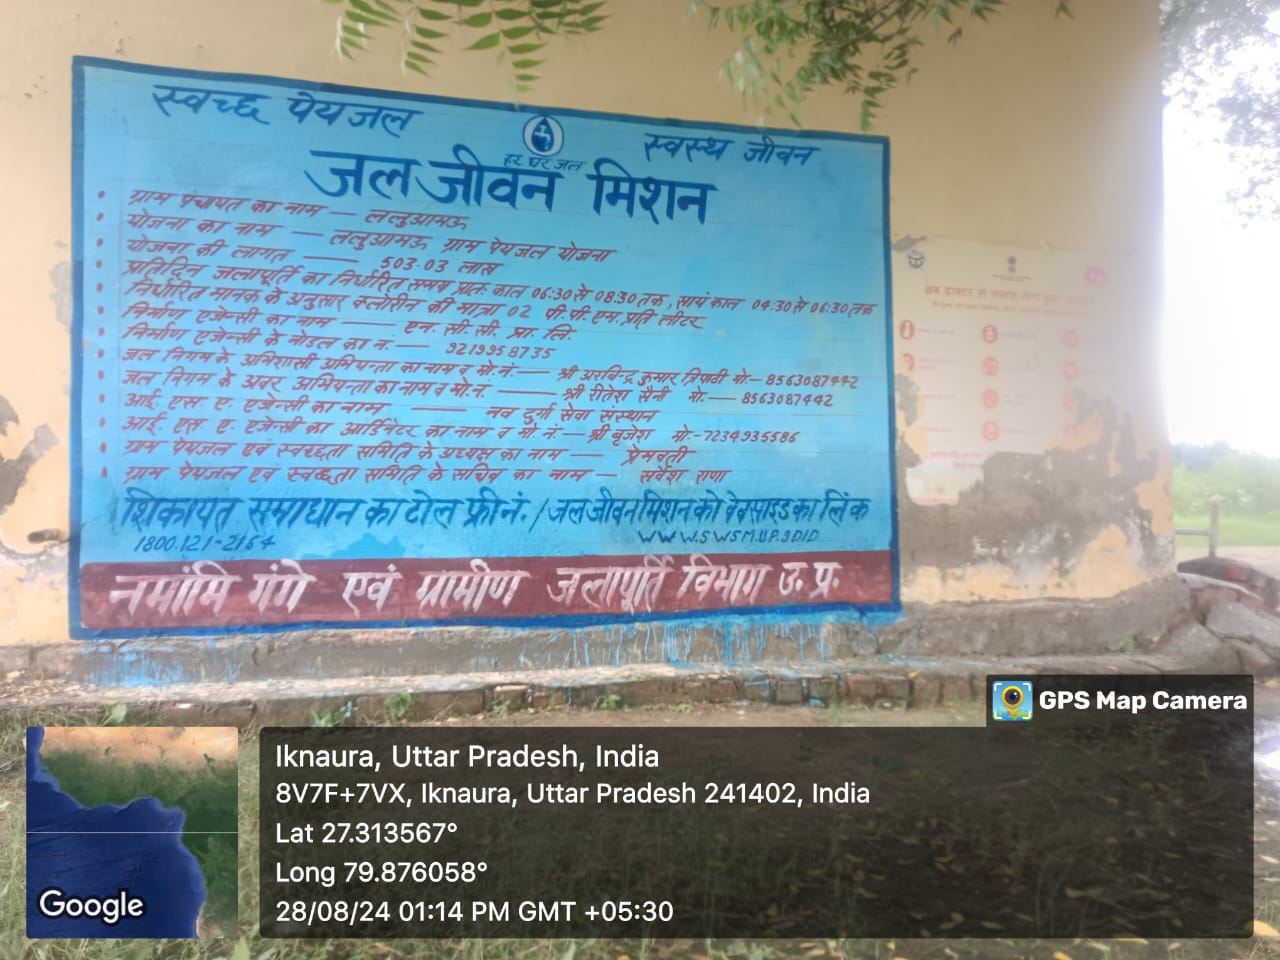 स्वच्छ पेयजल
स्वस्थ जीवन
हर घर जल
जल जीवन मिशन
• ग्राम पंचायत का नाम — ललुआमऊ
• योजना का नाम — ललुआमऊ ग्राम पेयजल योजना
• योजना की लागत — 503.03 लाख
• प्रतिदिन जलापूर्ति का निर्धारित समय प्रातः काल 06:30 से 08:30 तक, सायं काल 04:30 से 06:30 तक
• निर्धारित मानक के अनुसार क्लोरीन की मात्रा 02 पी.पी.एम. प्रति लीटर
• निर्माण एजेन्सी का नाम — एन. सी. सी. प्रा. लि.
• निर्माण एजेन्सी के नोडल का नं. — 9219958735
• जल निगम के अधिशासी अभियन्ता का नाम व मो.नं. — श्री अरविन्द्र कुमार त्रिपाठी मो:- 8563087442
• जल निगम के अवर अभियन्ता का नाम व मो.नं. — श्री रीतेश सैनी मो. — 8563087442
• आई. एस. ए. एजेन्सी का नाम — नव दुर्गा सेवा संस्थान
• आई. एस. ए. एजेन्सी का आर्डिनेटर का नाम व मो. नं. — श्री बृजेश मो.- 7234935586
• ग्राम पेयजल एवं स्वच्छता समिति के अध्यक्ष का नाम — प्रेमवती
• ग्राम पेयजल एवं स्वच्छता समिति के सचिव का नाम — सर्वेश राणा
शिकायत समाधान का टोल फ्री नं. / जल जीवन मिशन की वेबसाइड का लिंक
1800.121-2164 WWW.SWSM.UP.GOID
नमामि गंगे एवं ग्रामीण जलापूर्ति विभाग उ. प्र.
GPS Map Camera
Iknaura, Uttar Pradesh, India
8V7F+7VX, Iknaura, Uttar Pradesh 241402, India
Lat 27.313567°
Long 79.876058°
28/08/24 01:14 PM GMT +05:30
Google